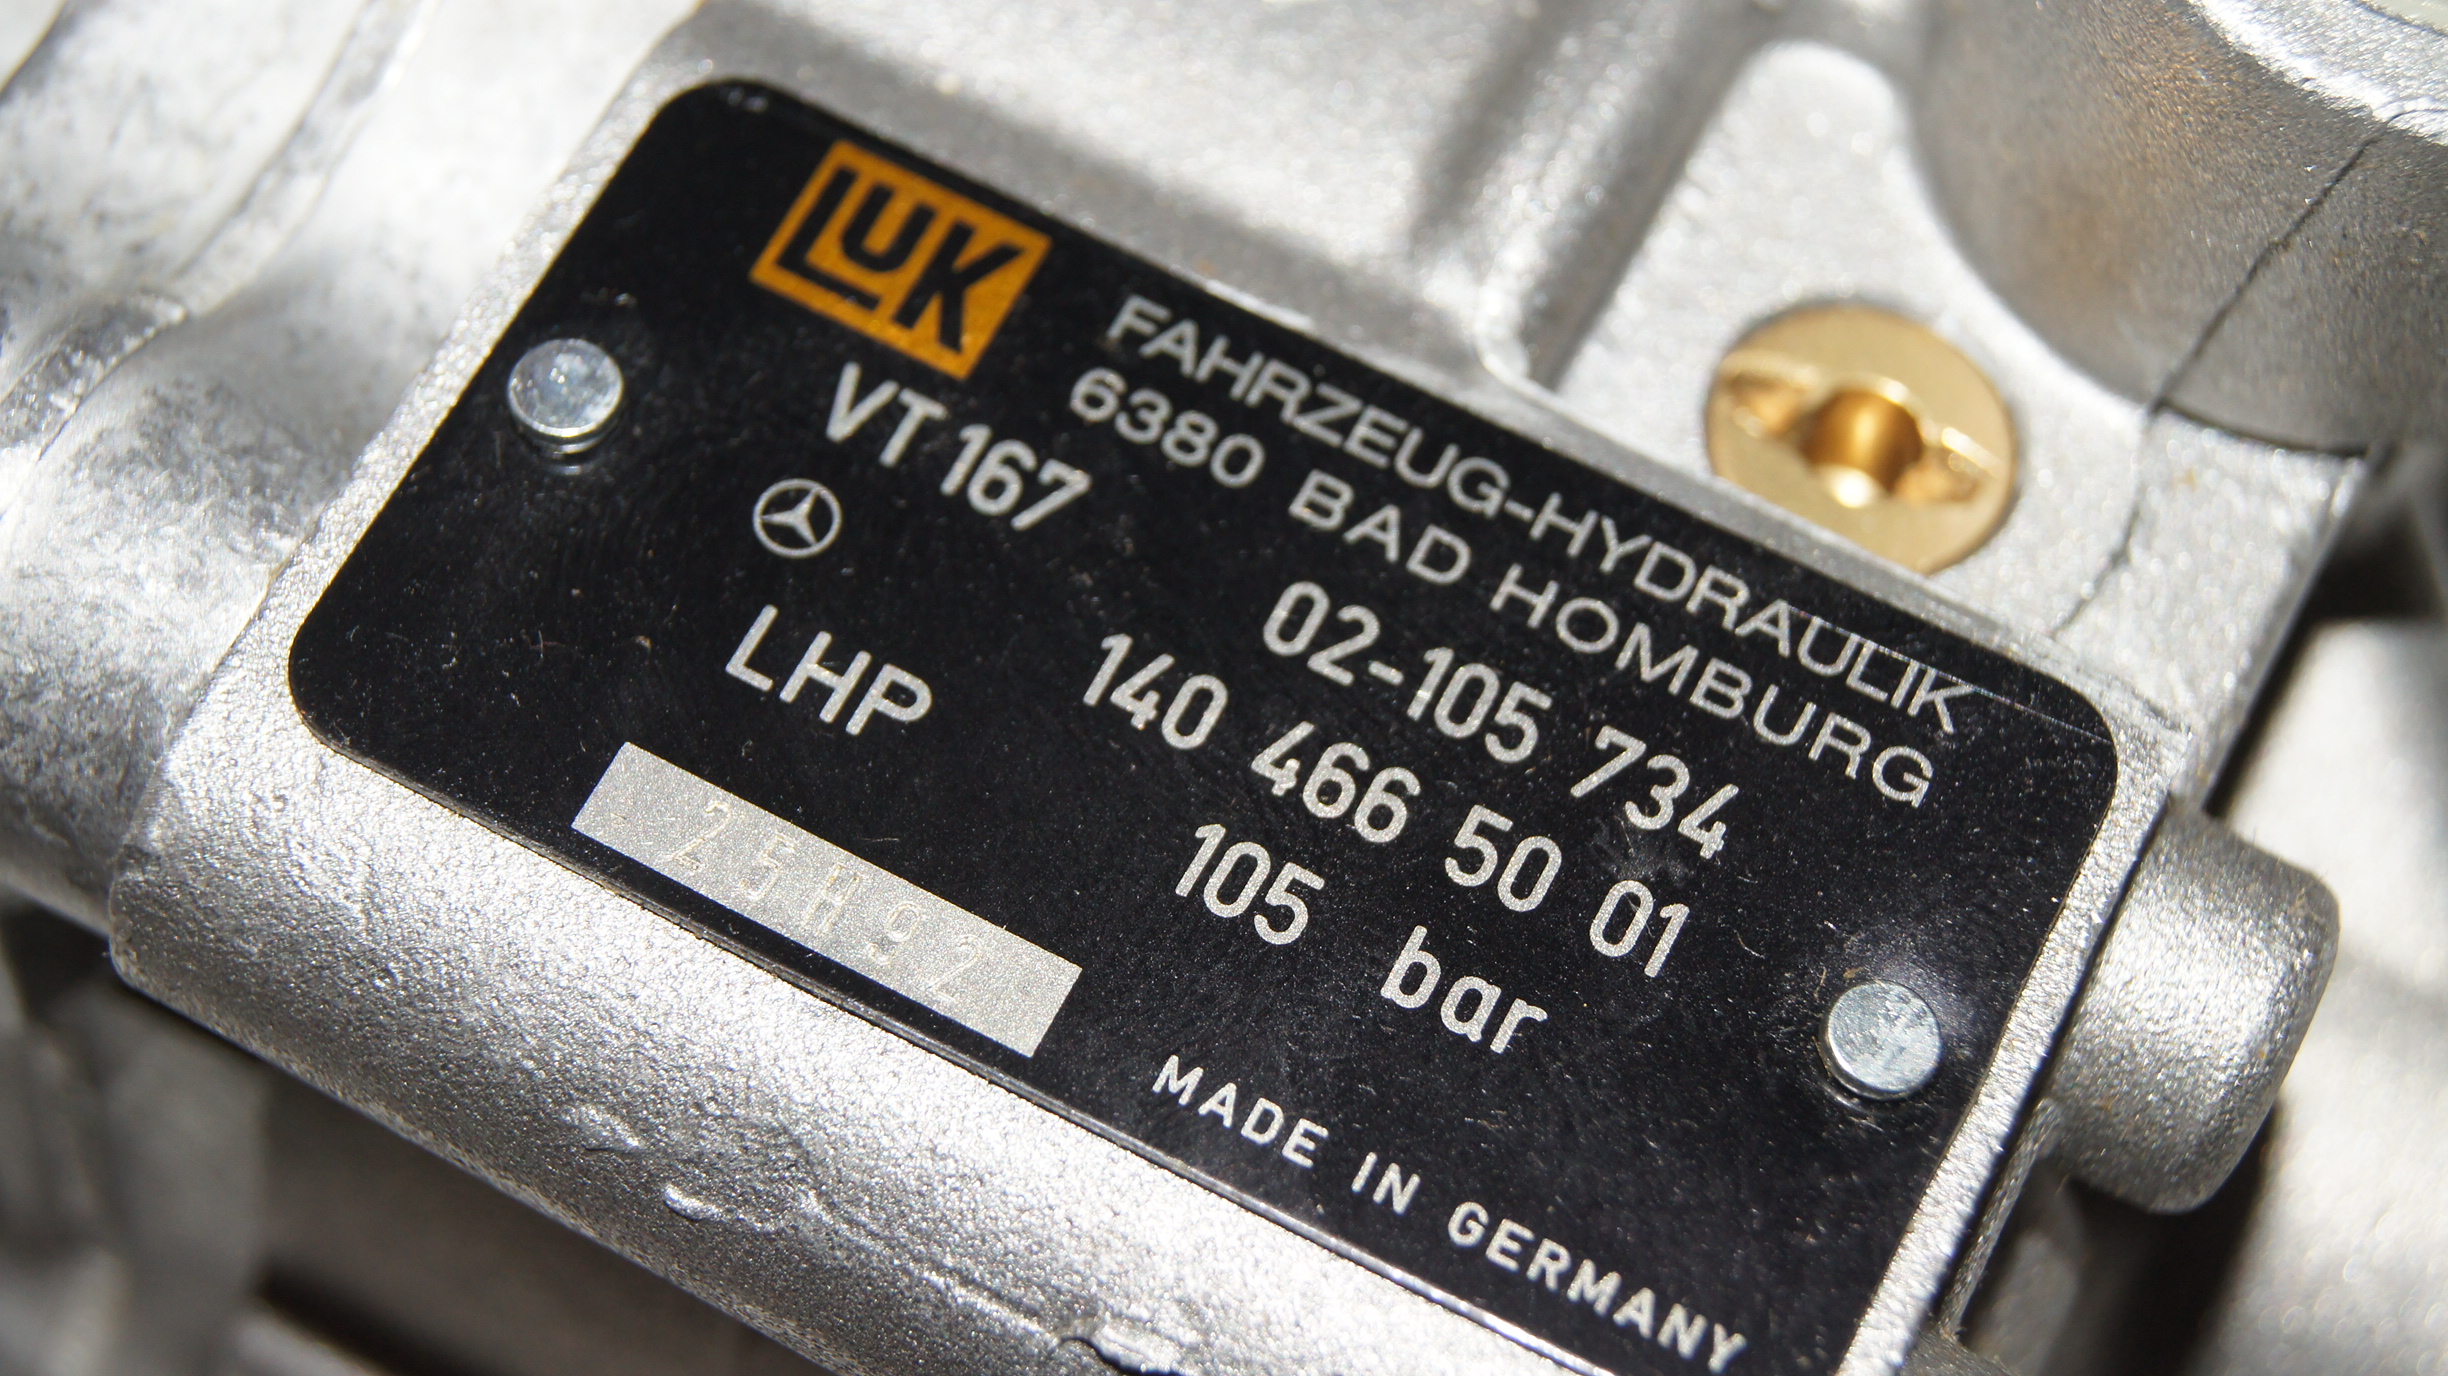 LUK
FAHRZEUG-HYDRAULIK
6380 BAD HOMBURG
VT 167
02-105 734
140 466 50 01
LHP
105 bar
25H92
MADE IN GERMANY